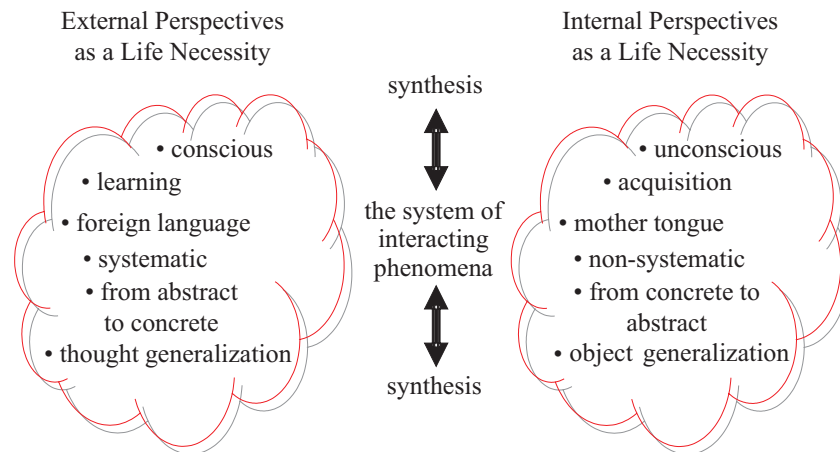 External Perspectives
as a Life Necessity
• conscious
• learning
• foreign language
• systematic
• from abstract
to concrete
• thought generalization
synthesis
the system of
interacting
phenomena
synthesis
Internal Perspectives
as a Life Necessity
• unconscious
• acquisition
• mother tongue
• non-systematic
• from concrete to
abstract
• object generalization